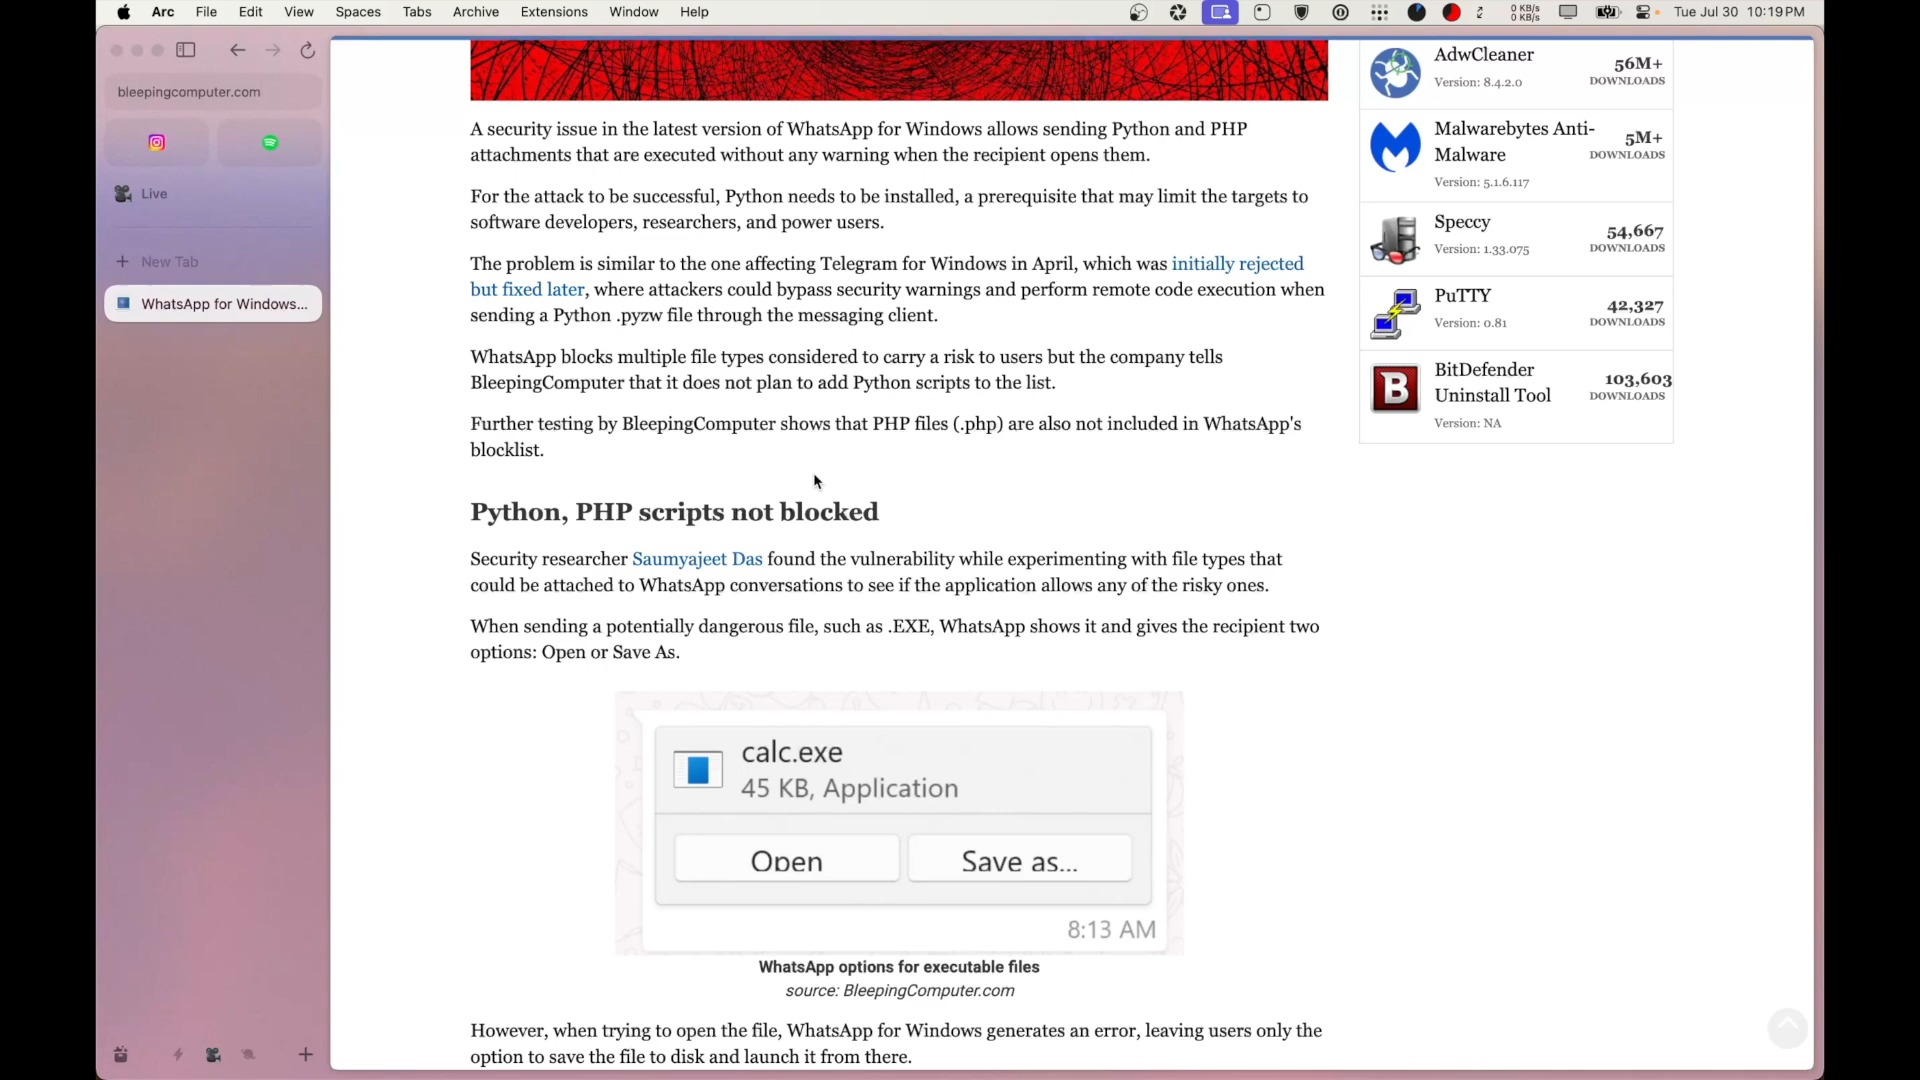 Arc File Edit View Spaces Tabs Archive Extensions Window Help
0 KB/s
0 KB/s
Tue Jul 30 10:19 PM
bleepingcomputer.com
Live
+ New Tab
WhatsApp for Windows...
A security issue in the latest version of WhatsApp for Windows allows sending Python and PHP
attachments that are executed without any warning when the recipient opens them.
For the attack to be successful, Python needs to be installed, a prerequisite that may limit the targets to
software developers, researchers, and power users.
The problem is similar to the one affecting Telegram for Windows in April, which was initially rejected
but fixed later, where attackers could bypass security warnings and perform remote code execution when
sending a Python .pyzw file through the messaging client.
WhatsApp blocks multiple file types considered to carry a risk to users but the company tells
BleepingComputer that it does not plan to add Python scripts to the list.
Further testing by BleepingComputer shows that PHP files (.php) are also not included in WhatsApp's
blocklist.
Python, PHP scripts not blocked
Security researcher Saumyajeet Das found the vulnerability while experimenting with file types that
could be attached to WhatsApp conversations to see if the application allows any of the risky ones.
When sending a potentially dangerous file, such as .EXE, WhatsApp shows it and gives the recipient two
options: Open or Save As.
calc.exe
45 KB, Application
Open Save as...
8:13 AM
WhatsApp options for executable files
source: BleepingComputer.com
However, when trying to open the file, WhatsApp for Windows generates an error, leaving users only the
option to save the file to disk and launch it from there.
AdwCleaner
Version: 8.4.2.0
56M+
DOWNLOADS
Malwarebytes Anti-
Malware
Version: 5.1.6.117
5M+
DOWNLOADS
Speccy
Version: 1.33.075
54,667
DOWNLOADS
PuTTY
Version: 0.81
42,327
DOWNLOADS
B
BitDefender
Uninstall Tool
Version: NA
103,603
DOWNLOADS